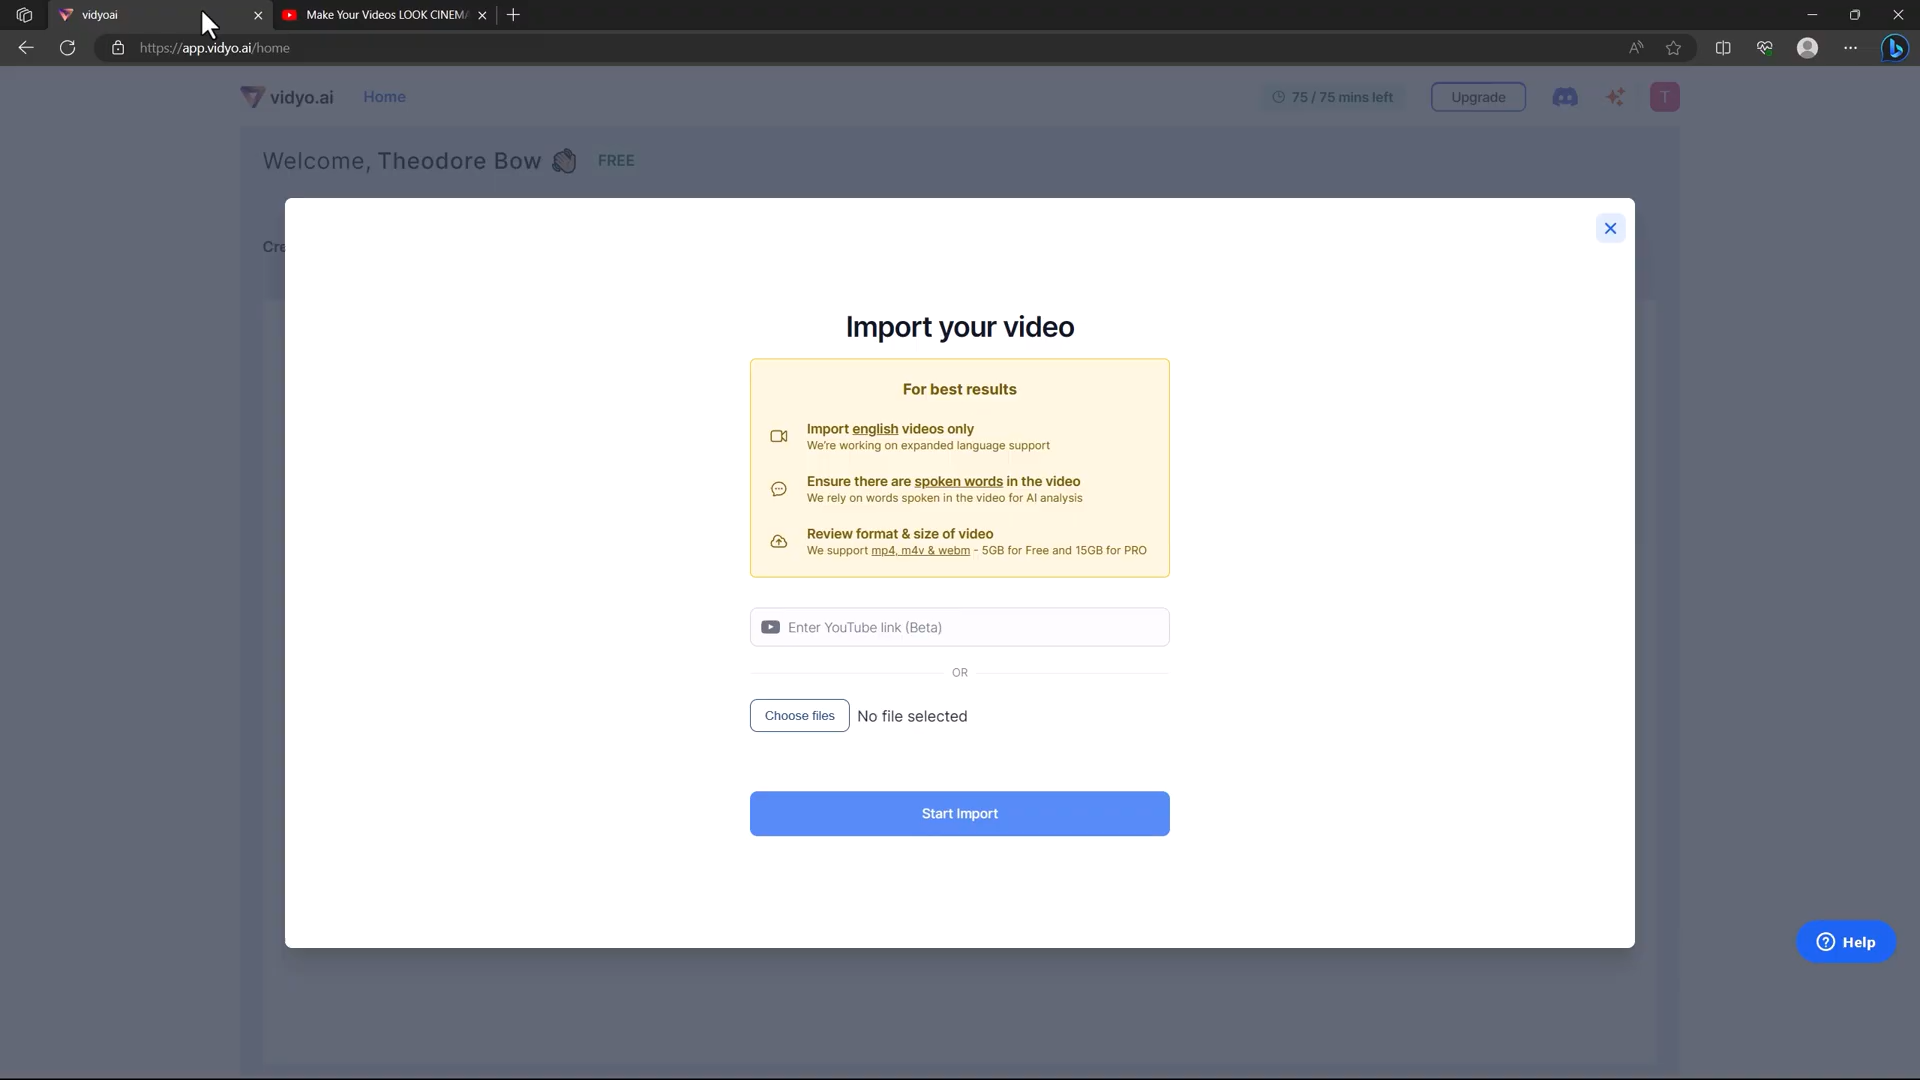 vidyoai
Make Your Videos LOOK CINEM
https://app.vidyo.ai/home
vidyo.ai
Home
75 / 75 mins left
Upgrade
T
Welcome, Theodore Bow
FREE
Cre
Import your video
For best results
Import english videos only
We're working on expanded language support
Ensure there are spoken words in the video
We rely on words spoken in the video for AI analysis
Review format & size of video
We support mp4, m4v & webm - 5GB for Free and 15GB for PRO
Enter YouTube link (Beta)
OR
Choose files No file selected
Start Import
Help